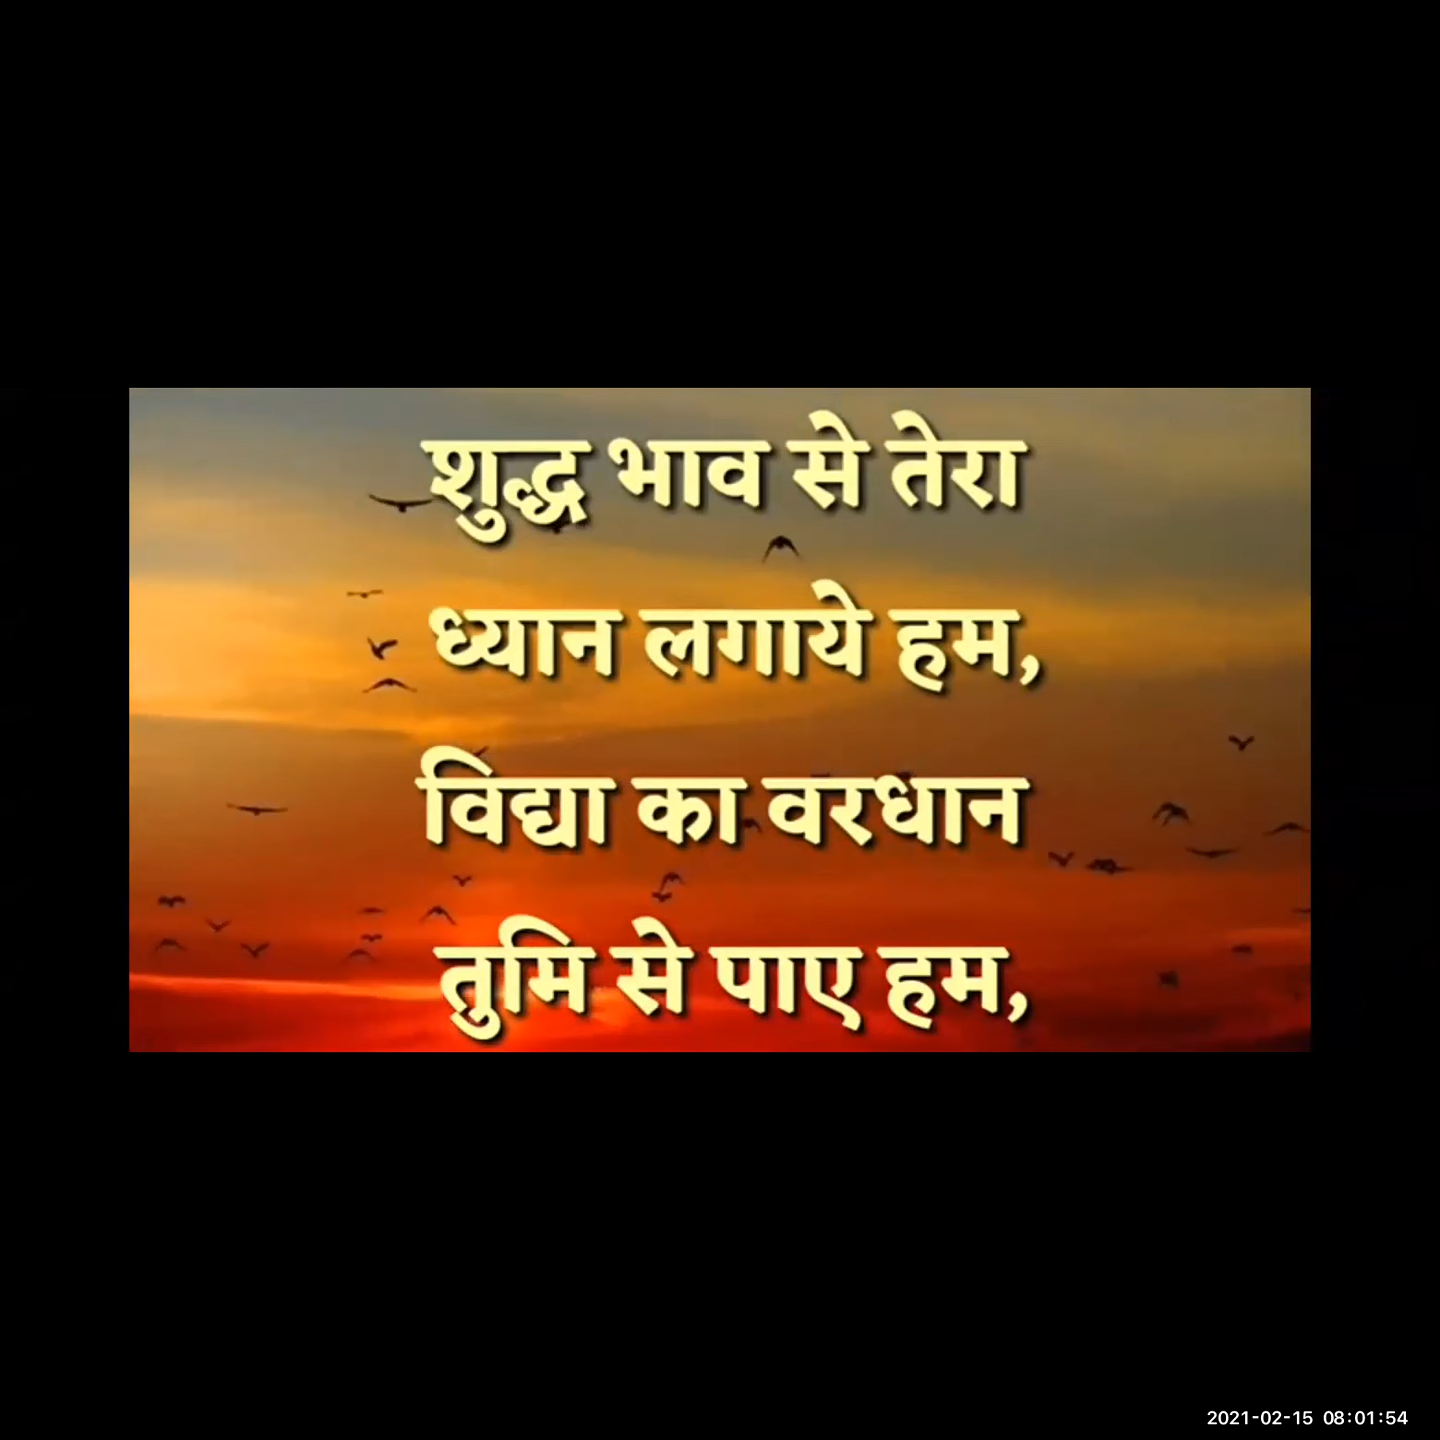 शुद्ध भाव से तेरा
ध्यान लगाये हम,
विद्या का वरधान
तुमि से पाए हम,
2021-02-15 08:01:54